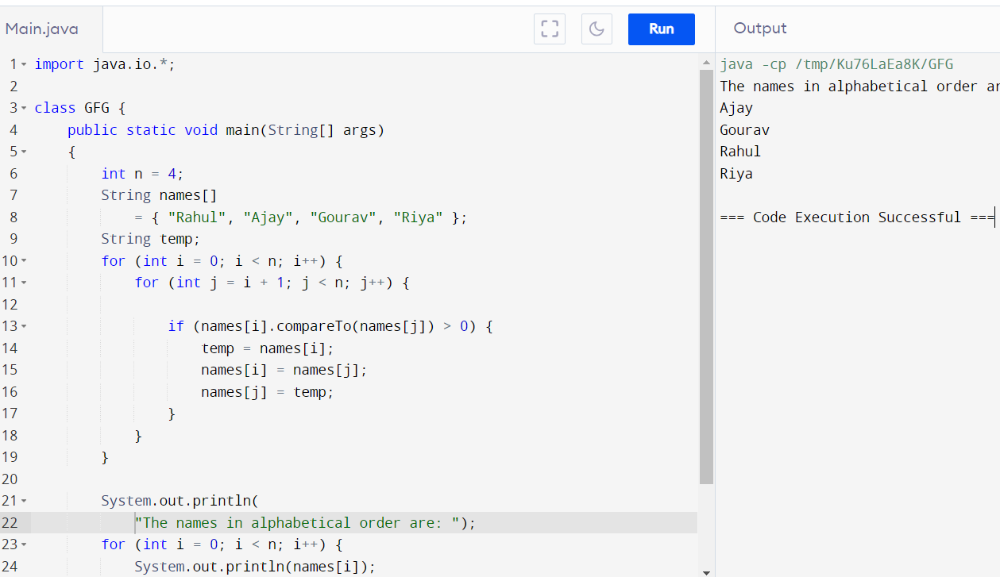 Main.java
Run
Output
1 import java.io.*;
2
3 class GFG {
4 public static void main(String[] args)
5 {
6 int n = 4;
7 String names[]
8 = { "Rahul", "Ajay", "Gourav", "Riya" };
9 String temp;
10 for (int i = 0; i < n; i++) {
11 for (int j = i + 1; j < n; j++) {
12
13 if (names[i].compareTo(names[j]) > 0) {
14 temp = names[i];
15 names[i] = names[j];
16 names[j] = temp;
17 }
18 }
19 }
20
21 System.out.println(
22 "The names in alphabetical order are: ");
23 for (int i = 0; i < n; i++) {
24 System.out.println(names[i]);
java -cp /tmp/Ku76LaEa8K/GFG
The names in alphabetical order ar
Ajay
Gourav
Rahul
Riya
=== Code Execution Successful ===